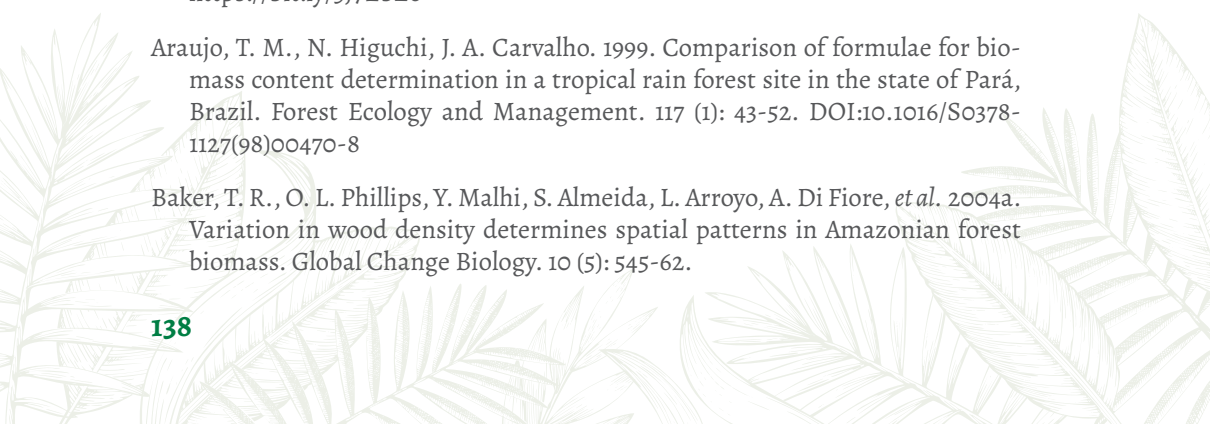 Araujo, T. M., N. Higuchi, J. A. Carvalho. 1999. Comparison of formulae for bio-
mass content determination in a tropical rain forest site in the state of Pará,
Brazil. Forest Ecology and Management. 117 (1): 43-52. DOI:10.1016/S0378-
1127(98)00470-8
Baker, T. R., O. L. Phillips, Y. Malhi, S. Almeida, L. Arroyo, A. Di Fiore, et al. 2004a.
Variation in wood density determines spatial patterns in Amazonian forest
biomass. Global Change Biology. 10 (5): 545-62.
138